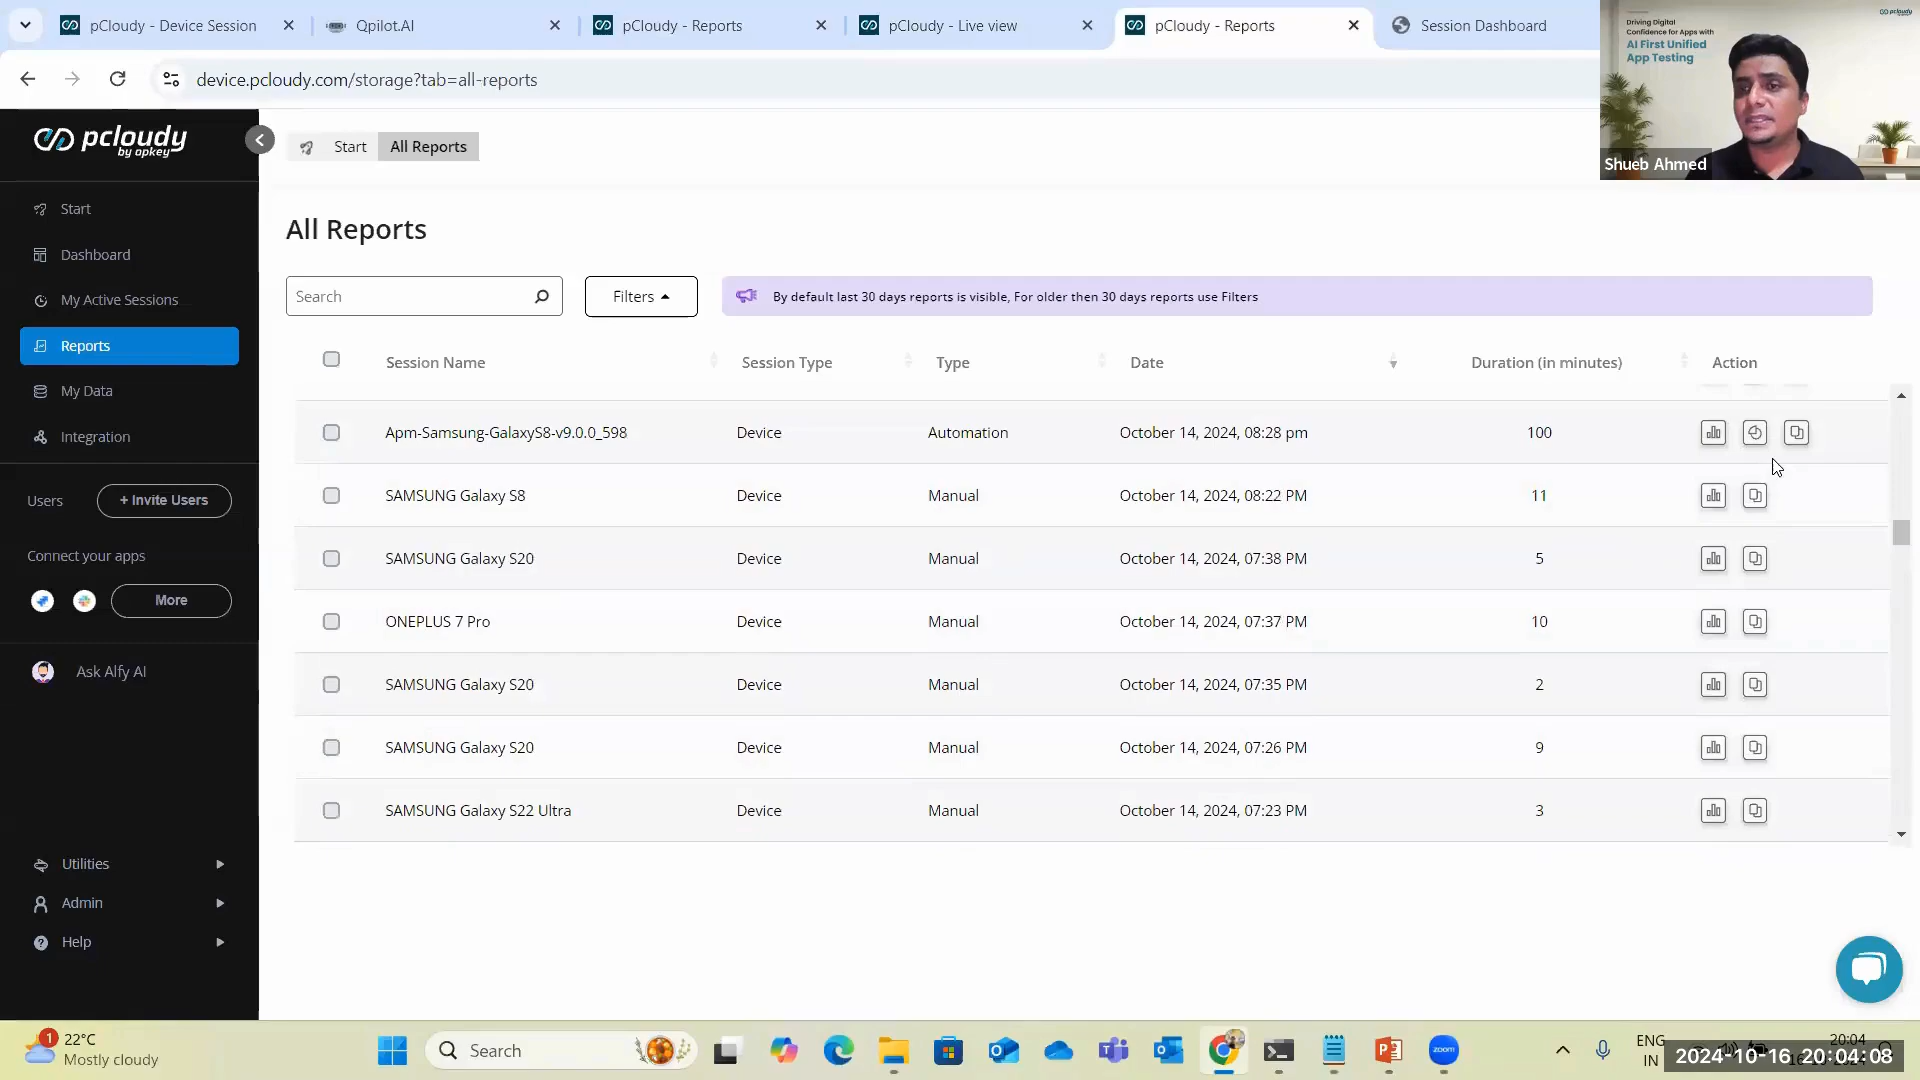 pCloudy - Device Session
Qpilot.AI
pCloudy - Reports
pCloudy - Live view
pCloudy - Reports
Session Dashboard
device.pcloudy.com/storage?tab=all-reports
pcloudy
Driving Digital
Confidence for Apps with
AI First Unified
App Testing
Shueb Ahmed
pcloudy
by opkey
Start
All Reports
Start
Dashboard
My Active Sessions
Reports
My Data
Integration
Users
+ Invite Users
Connect your apps
More
Ask Alfy AI
Utilities
Admin
Help
All Reports
Search
Filters
By default last 30 days reports is visible, For older then 30 days reports use Filters
Session Name Session Type Type Date Duration (in minutes) Action
Apm-Samsung-GalaxyS8-v9.0.0_598 Device Automation October 14, 2024, 08:28 pm 100
SAMSUNG Galaxy S8 Device Manual October 14, 2024, 08:22 PM 11
SAMSUNG Galaxy S20 Device Manual October 14, 2024, 07:38 PM 5
ONEPLUS 7 Pro Device Manual October 14, 2024, 07:37 PM 10
SAMSUNG Galaxy S20 Device Manual October 14, 2024, 07:35 PM 2
SAMSUNG Galaxy S20 Device Manual October 14, 2024, 07:26 PM 9
SAMSUNG Galaxy S22 Ultra Device Manual October 14, 2024, 07:23 PM 3
1
22°C
Mostly cloudy
Search
zoom
ENG
IN
20:04
2024-10-16 20:04:08